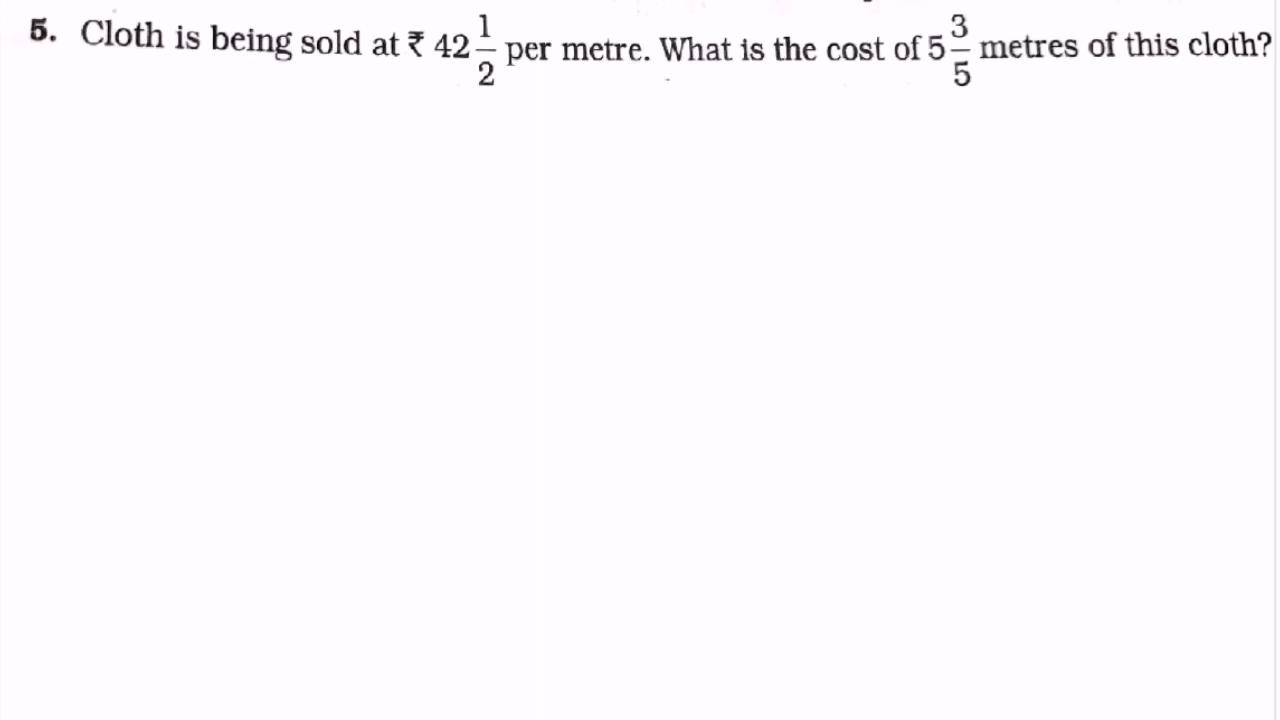 5. Cloth is being sold at ₹ 42 1/2 per metre. What is the cost of 5 3/5 metres of this cloth?